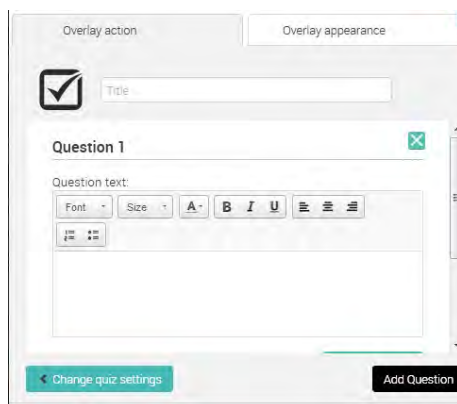 Overlay action Overlay appearance
Title
Question 1
Question text:
Font Size A B I U
Change quiz settings Add Question